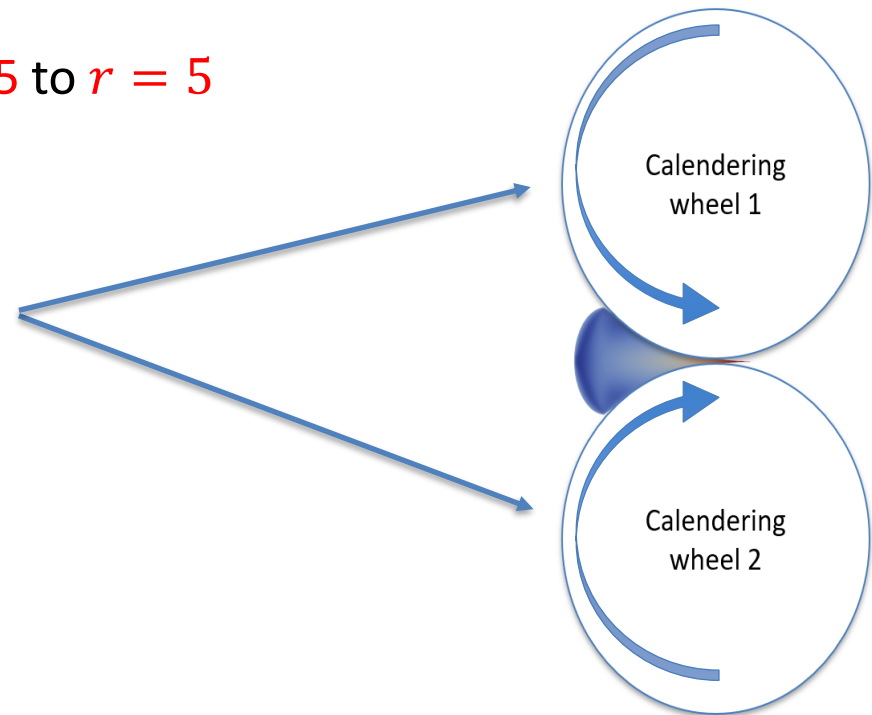 5 to r = 5
Calendering
wheel 1
Calendering
wheel 2